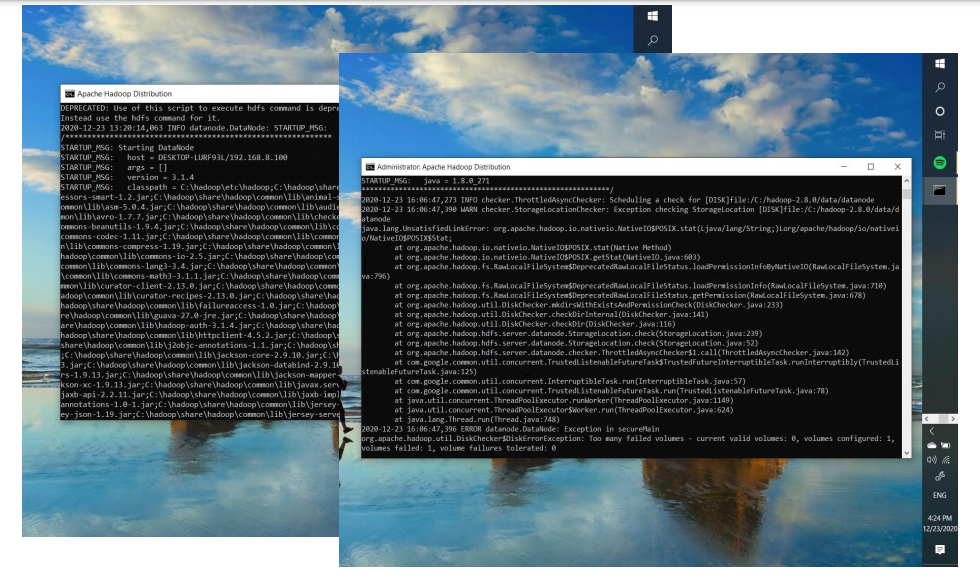 Apache Hadoop Distribution
DEPRECATED: Use of this script to execute hdfs command is depre
Instead use the hdfs command for it.
2020-12-23 13:20:14,063 INFO datanode.DataNode: STARTUP_MSG:
/************************************************************
STARTUP_MSG: Starting DataNode
STARTUP_MSG:   host = DESKTOP-LURF93L/192.168.8.100
STARTUP_MSG:   args = []
STARTUP_MSG:   version = 3.1.4
STARTUP_MSG:   classpath = C:\hadoop\etc\hadoop;C:\hadoop\share
essors-smart-1.2.jar;C:\hadoop\share\hadoop\common\lib\animal-s
ommon\lib\asm-5.0.4.jar;C:\hadoop\share\hadoop\common\lib\audie
mon\lib\avro-1.7.7.jar;C:\hadoop\share\hadoop\common\lib\checke
ommons-beanutils-1.9.4.jar;C:\hadoop\share\hadoop\common\lib\co
commons-codec-1.11.jar;C:\hadoop\share\hadoop\common\lib\common
n\lib\commons-compress-1.19.jar;C:\hadoop\share\hadoop\common\l
hadoop\common\lib\commons-io-2.5.jar;C:\hadoop\share\hadoop\com
common\lib\commons-lang3-3.4.jar;C:\hadoop\share\hadoop\common\
on\lib\commons-math3-3.1.1.jar;C:\hadoop\share\hadoop\common\li
mmon\lib\curator-client-2.13.0.jar;C:\hadoop\share\hadoop\commo
adoop\common\lib\curator-recipes-2.13.0.jar;C:\hadoop\share\had
oop\share\hadoop\common\lib\failureaccess-1.0.jar;C:\hadoop\sha
re\hadoop\common\lib\guava-27.0-jre.jar;C:\hadoop\share\hadoop\
are\hadoop\common\lib\hadoop-auth-3.1.4.jar;C:\hadoop\share\had
hadoop\share\hadoop\common\lib\httpclient-4.5.2.jar;C:\hadoop\s
share\hadoop\common\lib\j2objc-annotations-1.1.jar;C:\hadoop\sh
;C:\hadoop\share\hadoop\common\lib\jackson-core-2.9.10.jar;C:\h
3.jar;C:\hadoop\share\hadoop\common\lib\jackson-databind-2.9.10
rs-1.9.13.jar;C:\hadoop\share\hadoop\common\lib\jackson-mapper-
kson-xc-1.9.13.jar;C:\hadoop\share\hadoop\common\lib\javax.serv
jaxb-api-2.2.11.jar;C:\hadoop\share\hadoop\common\lib\jaxb-impl
annotations-1.0-1.jar;C:\hadoop\share\hadoop\common\lib\jersey-
ey-json-1.19.jar;C:\hadoop\share\hadoop\common\lib\jersey-serve
Administrator: Apache Hadoop Distribution
STARTUP_MSG:   java = 1.8.0_271
************************************************************/
2020-12-23 16:06:47,273 INFO checker.ThrottledAsyncChecker: Scheduling a check for [DISK]file:/C:/hadoop-2.8.0/data/datanode
2020-12-23 16:06:47,390 WARN checker.StorageLocationChecker: Exception checking StorageLocation [DISK]file:/C:/hadoop-2.8.0/data/d
atanode
java.lang.UnsatisfiedLinkError: org.apache.hadoop.io.nativeio.NativeIO$POSIX.stat(Ljava/lang/String;)Lorg/apache/hadoop/io/nativei
o/NativeIO$POSIX$Stat;
at org.apache.hadoop.io.nativeio.NativeIO$POSIX.stat(Native Method)
at org.apache.hadoop.io.nativeio.NativeIO$POSIX.getStat(NativeIO.java:603)
at org.apache.hadoop.fs.RawLocalFileSystem$DeprecatedRawLocalFileStatus.loadPermissionInfoByNativeIO(RawLocalFileSystem.ja
va:796)
at org.apache.hadoop.fs.RawLocalFileSystem$DeprecatedRawLocalFileStatus.loadPermissionInfo(RawLocalFileSystem.java:710)
at org.apache.hadoop.fs.RawLocalFileSystem$DeprecatedRawLocalFileStatus.getPermission(RawLocalFileSystem.java:678)
at org.apache.hadoop.util.DiskChecker.mkdirsWithExistsAndPermissionCheck(DiskChecker.java:233)
at org.apache.hadoop.util.DiskChecker.checkDirInternal(DiskChecker.java:141)
at org.apache.hadoop.util.DiskChecker.checkDir(DiskChecker.java:116)
at org.apache.hadoop.hdfs.server.datanode.StorageLocation.check(StorageLocation.java:239)
at org.apache.hadoop.hdfs.server.datanode.StorageLocation.check(StorageLocation.java:52)
at org.apache.hadoop.hdfs.server.datanode.checker.ThrottledAsyncChecker$1.call(ThrottledAsyncChecker.java:142)
at com.google.common.util.concurrent.TrustedListenableFutureTask$TrustedFutureInterruptibleTask.runInterruptibly(TrustedLi
stenableFutureTask.java:125)
at com.google.common.util.concurrent.InterruptibleTask.run(InterruptibleTask.java:57)
at com.google.common.util.concurrent.TrustedListenableFutureTask.run(TrustedListenableFutureTask.java:78)
at java.util.concurrent.ThreadPoolExecutor.runWorker(ThreadPoolExecutor.java:1149)
at java.util.concurrent.ThreadPoolExecutor$Worker.run(ThreadPoolExecutor.java:624)
at java.lang.Thread.run(Thread.java:748)
2020-12-23 16:06:47,396 ERROR datanode.DataNode: Exception in secureMain
org.apache.hadoop.util.DiskChecker$DiskErrorException: Too many failed volumes - current valid volumes: 0, volumes configured: 1,
volumes failed: 1, volume failures tolerated: 0
ENG
4:24 PM
12/23/2020